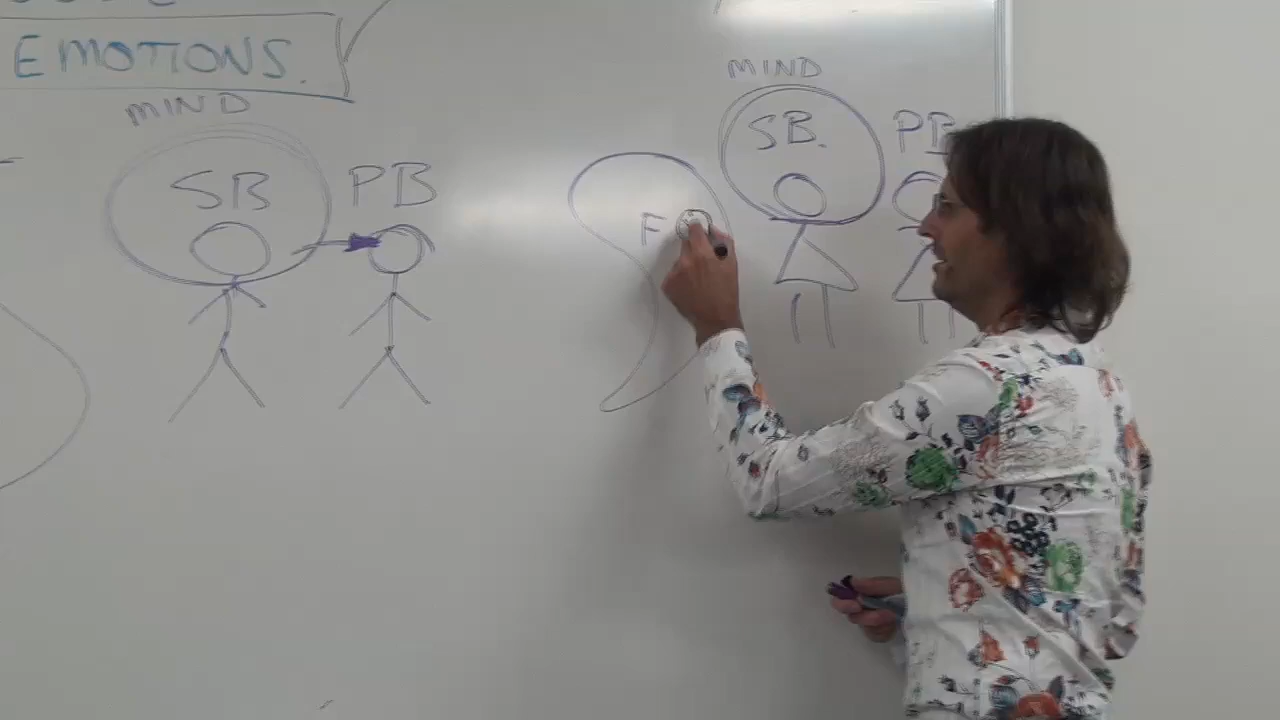 EMOTIONS.
MIND
SB
PB
MIND
SB.
PB
F